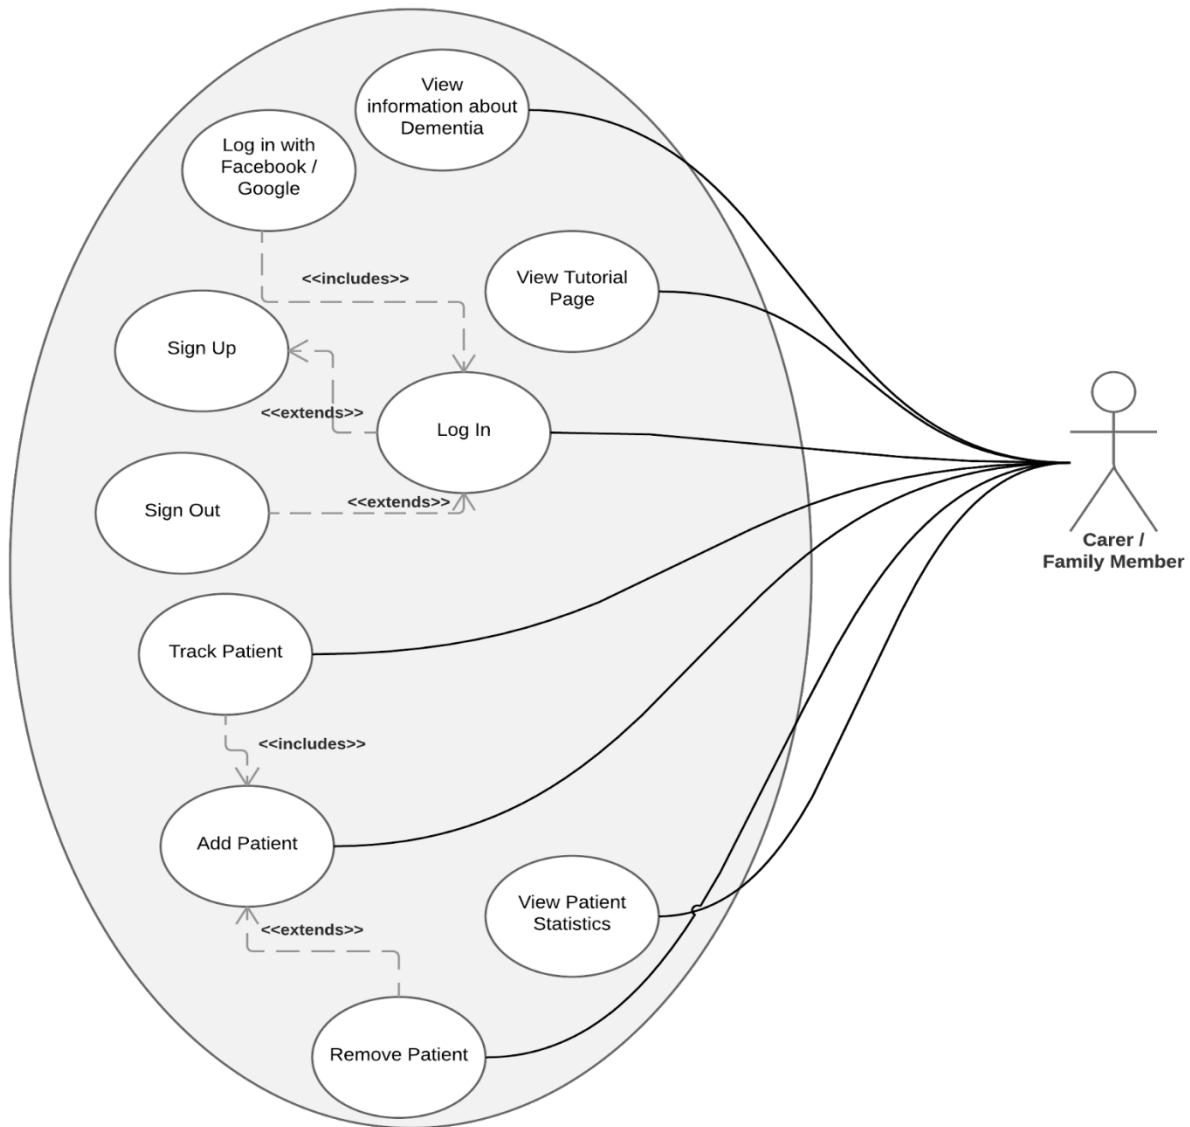 View
information about
Dementia
Log in with
Facebook /
Google
<<includes>>
View Tutorial
Page
Sign Up
<<extends>>
Log In
Sign Out
<<extends>>
Carer /
Family Member
Track Patient
<<includes>>
Add Patient
View Patient
Statistics
<<extends>>
Remove Patient